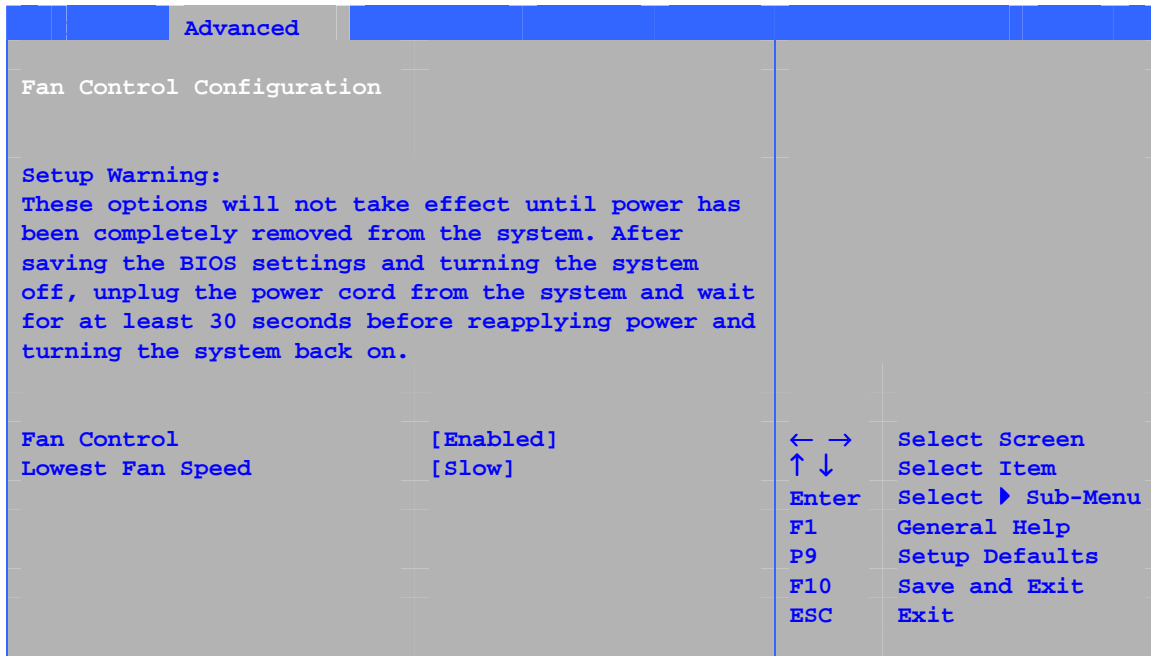 Advanced
Fan Control Configuration
Setup Warning:
These options will not take effect until power has
been completely removed from the system. After
saving the BIOS settings and turning the system
off, unplug the power cord from the system and wait
for at least 30 seconds before reapplying power and
turning the system back on.
Fan Control [Enabled]
Lowest Fan Speed [Slow]
← → Select Screen
↑ ↓ Select Item
Enter Select ▶ Sub-Menu
F1 General Help
P9 Setup Defaults
F10 Save and Exit
ESC Exit